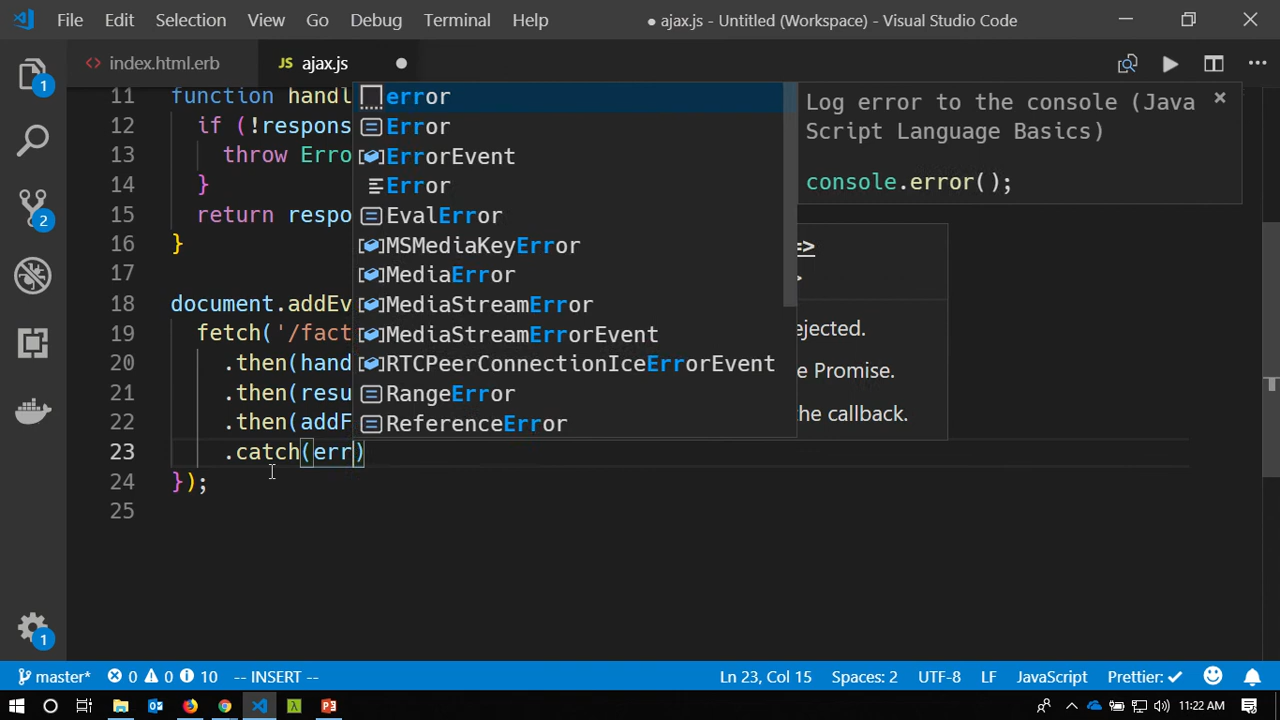 File Edit Selection View Go Debug Terminal Help
● ajax.js - Untitled (Workspace) - Visual Studio Code
<> index.html.erb
JS ajax.js ●
11 function handl
12 if (!respons
13 throw Erro
14 }
15 return respo
16 }
17
18 document.addEv
19 fetch('/fact
20 .then(hand
21 .then(resu
22 .then(addF
23 .catch(err)
24 });
25
error
Error
ErrorEvent
Error
EvalError
MSMediaKeyError
MediaError
MediaStreamError
MediaStreamErrorEvent
RTCPeerConnectionIceErrorEvent
RangeError
ReferenceError
Log error to the console (Java
Script Language Basics)
console.error();
=>
>
ejected.
e Promise.
the callback.
1
2
1
master* 0 0 10 -- INSERT -- Ln 23, Col 15 Spaces: 2 UTF-8 LF JavaScript Prettier: ✓
11:22 AM